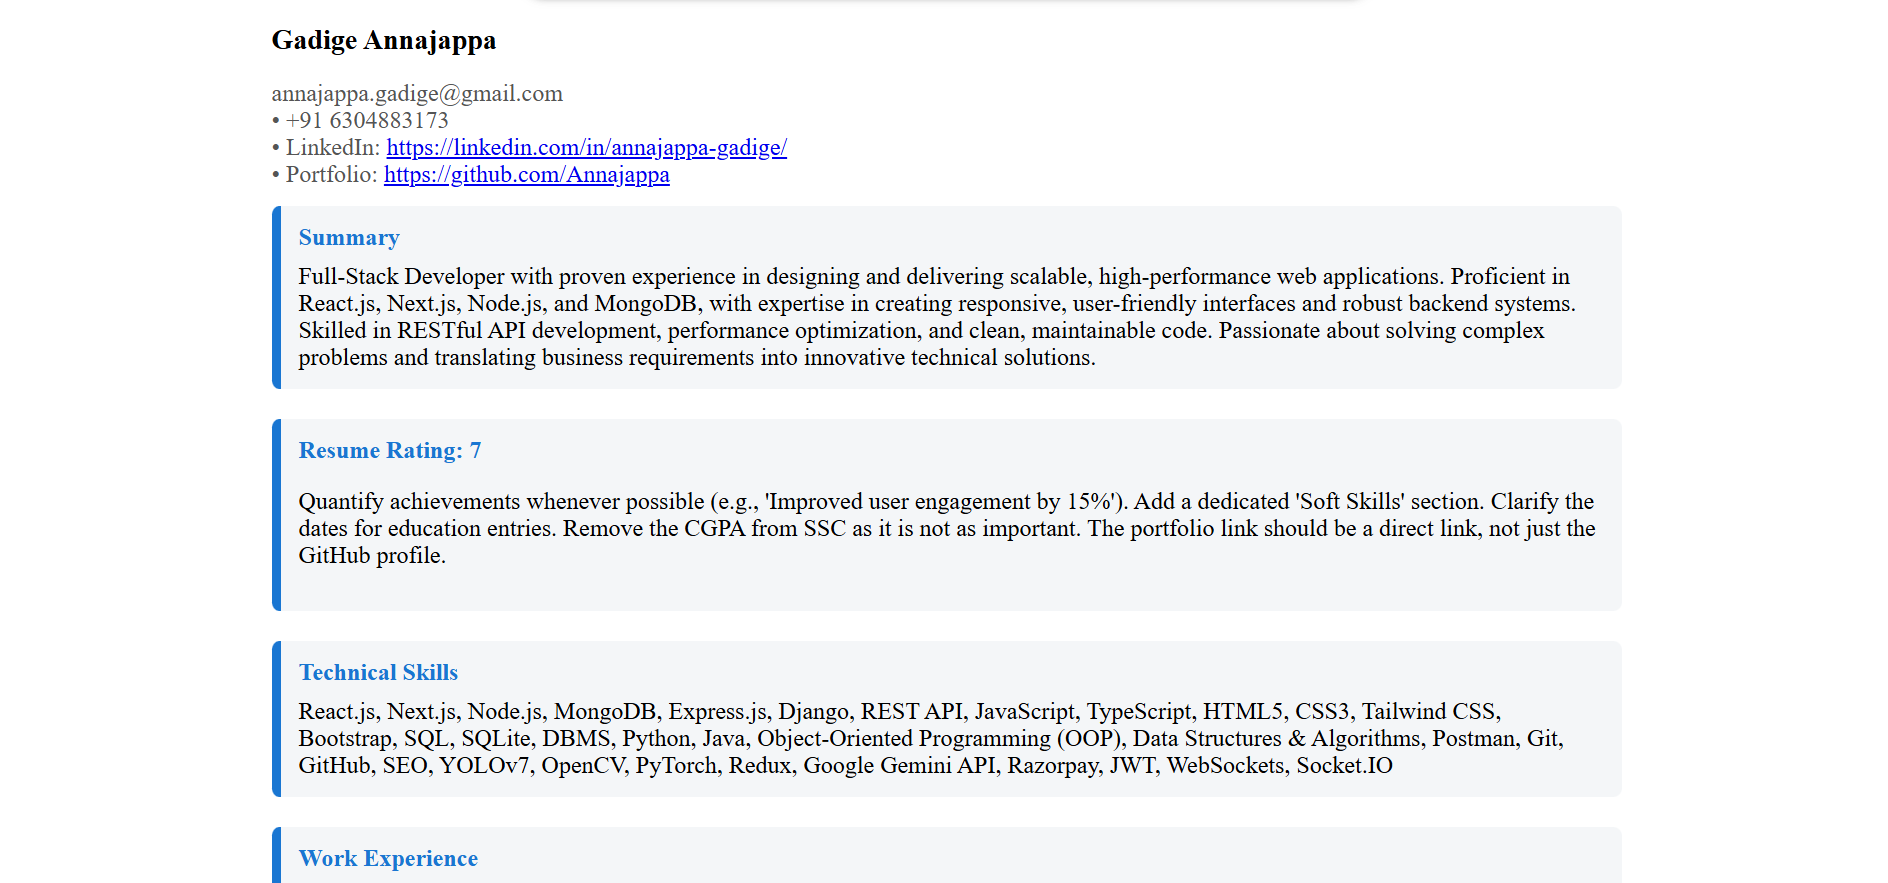 Gadige Annajappa
annajappa.gadige@gmail.com
• +91 6304883173
• LinkedIn: https://linkedin.com/in/annajappa-gadige/
• Portfolio: https://github.com/Annajappa
Summary
Full-Stack Developer with proven experience in designing and delivering scalable, high-performance web applications. Proficient in
React.js, Next.js, Node.js, and MongoDB, with expertise in creating responsive, user-friendly interfaces and robust backend systems.
Skilled in RESTful API development, performance optimization, and clean, maintainable code. Passionate about solving complex
problems and translating business requirements into innovative technical solutions.
Resume Rating: 7
Quantify achievements whenever possible (e.g., 'Improved user engagement by 15%'). Add a dedicated 'Soft Skills' section. Clarify the
dates for education entries. Remove the CGPA from SSC as it is not as important. The portfolio link should be a direct link, not just the
GitHub profile.
Technical Skills
React.js, Next.js, Node.js, MongoDB, Express.js, Django, REST API, JavaScript, TypeScript, HTML5, CSS3, Tailwind CSS,
Bootstrap, SQL, SQLite, DBMS, Python, Java, Object-Oriented Programming (OOP), Data Structures & Algorithms, Postman, Git,
GitHub, SEO, YOLOv7, OpenCV, PyTorch, Redux, Google Gemini API, Razorpay, JWT, WebSockets, Socket.IO
Work Experience